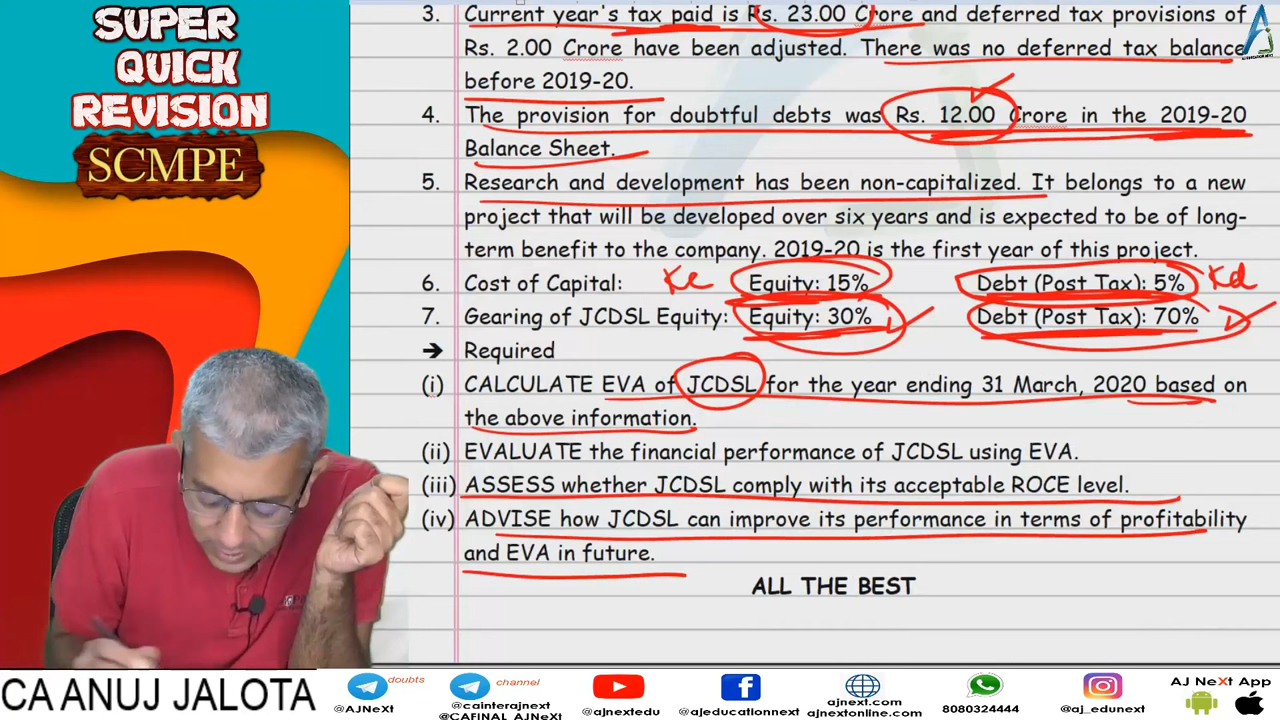 SUPER
QUICK
REVISION
SCMPE
3. Current year's tax paid is Rs. 23.00 Crore and deferred tax provisions of
Rs. 2.00 Crore have been adjusted. There was no deferred tax balance
before 2019-20.
4. The provision for doubtful debts was Rs. 12.00 Crore in the 2019-20
Balance Sheet.
5. Research and development has been non-capitalized. It belongs to a new
project that will be developed over six years and is expected to be of long-
term benefit to the company. 2019-20 is the first year of this project.
6. Cost of Capital: Ke Equity: 15% Debt (Post Tax): 5% Kd
7. Gearing of JCDSL Equity: Equity: 30% Debt (Post Tax): 70%
→ Required
(i) CALCULATE EVA of JCDSL for the year ending 31 March, 2020 based on
the above information.
(ii) EVALUATE the financial performance of JCDSL using EVA.
(iii) ASSESS whether JCDSL comply with its acceptable ROCE level.
(iv) ADVISE how JCDSL can improve its performance in terms of profitability
and EVA in future.
ALL THE BEST
CA ANUJ JALOTA
doubts
@AJNeXt
channel
@cainterajnext
@CAFINAL_AJNeXt
@ajnextedu
@ajeducationnext
ajnext.com
ajnextonline.com
8080324444
@aj_edunext
AJ NeXt App